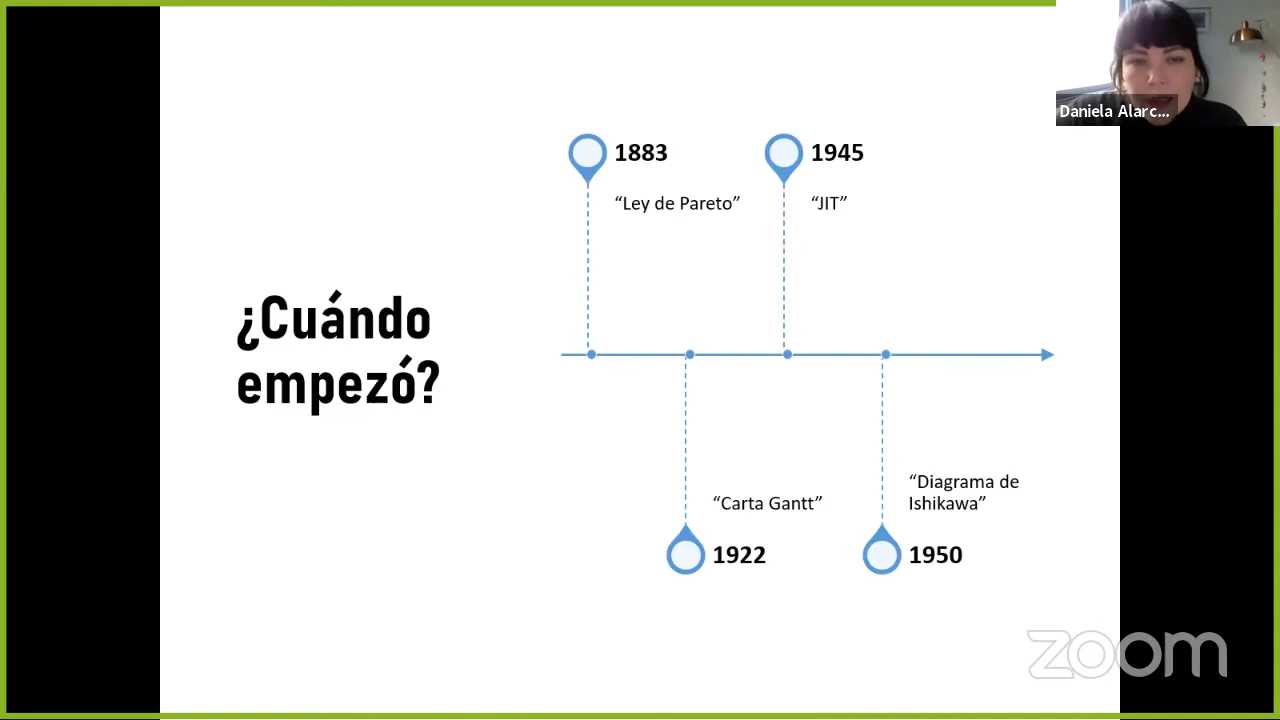 Daniela Alarc...
1883
“Ley de Pareto”
1945
“JIT”
¿Cuándo
empezó?
“Carta Gantt”
1922
“Diagrama de
Ishikawa”
1950
zoom